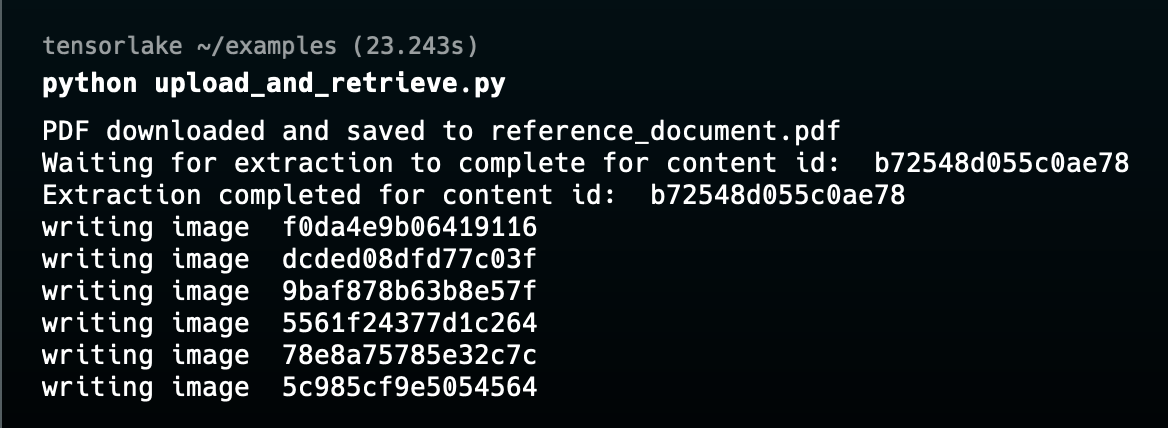 tensorlake ~/examples (23.243s)
python upload_and_retrieve.py
PDF downloaded and saved to reference_document.pdf
Waiting for extraction to complete for content id:  b72548d055c0ae78
Extraction completed for content id:  b72548d055c0ae78
writing image  f0da4e9b06419116
writing image  dcded08dfd77c03f
writing image  9baf878b63b8e57f
writing image  5561f24377d1c264
writing image  78e8a75785e32c7c
writing image  5c985cf9e5054564